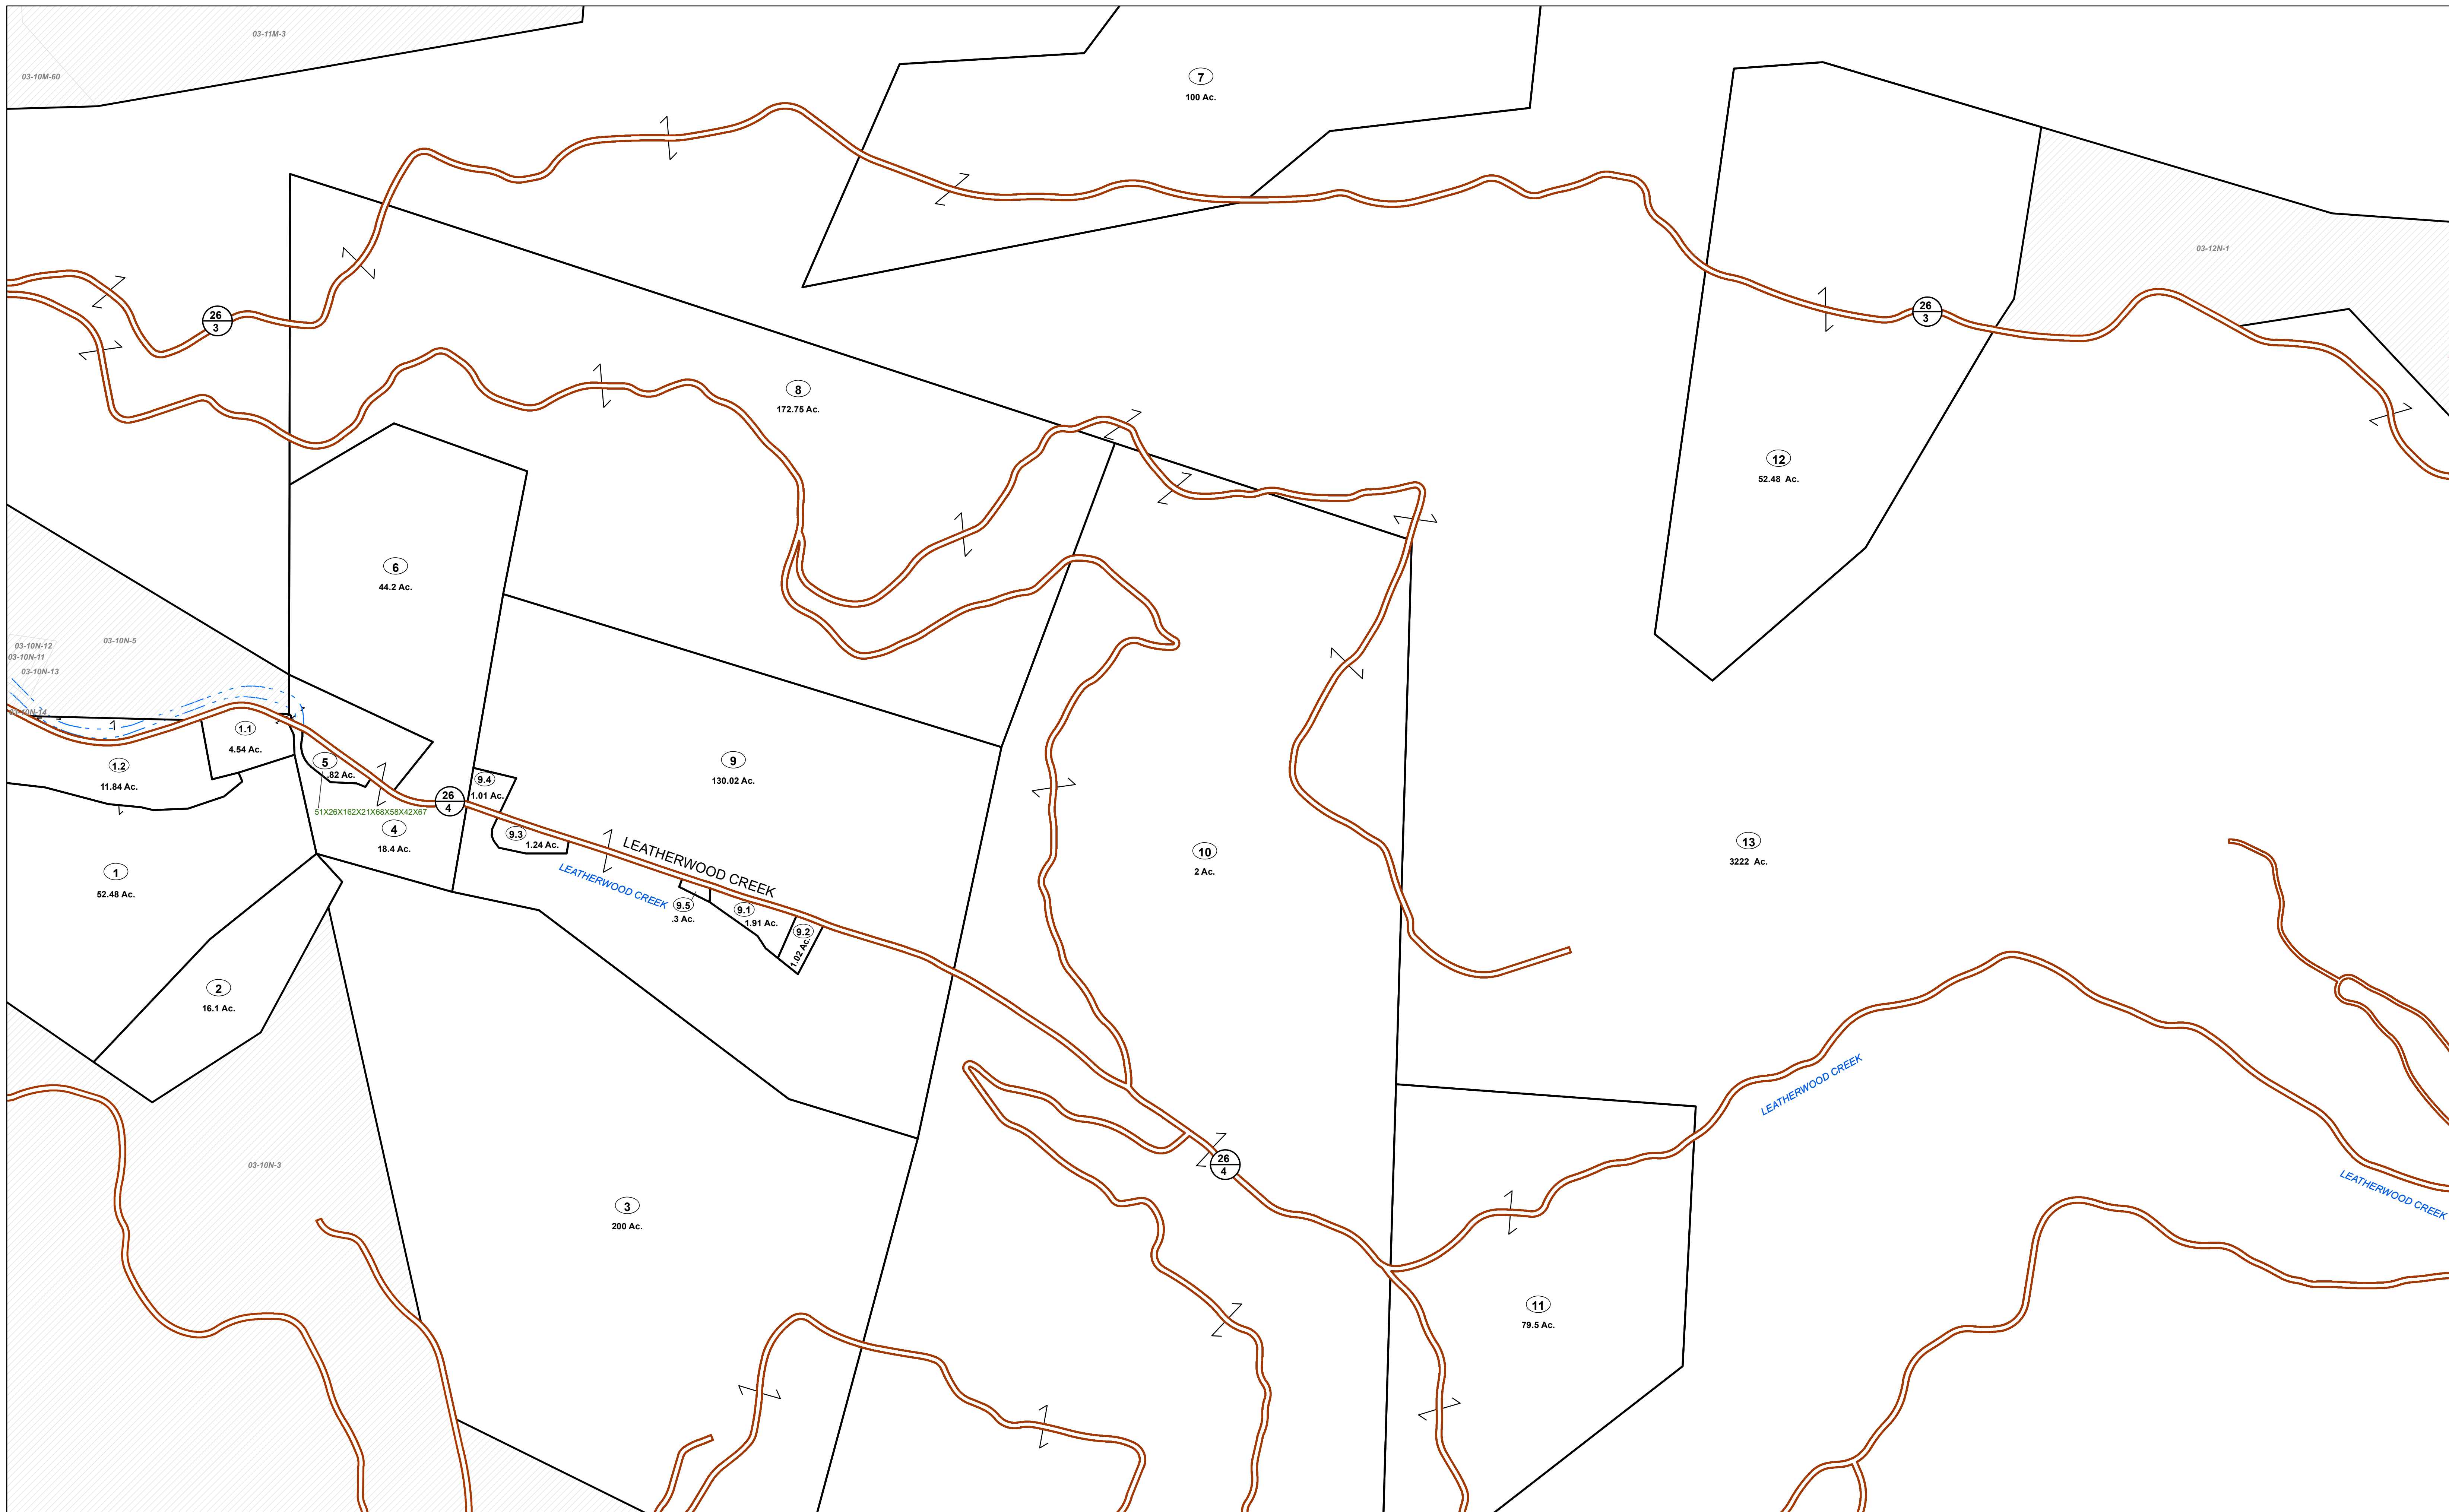 03-11M-3
03-10M-60
7
100 Ac.
03-12N-1
26
3
26
3
8
172.75 Ac.
12
52.48 Ac.
6
44.2 Ac.
03-10N-5
03-10N-12
03-10N-11
03-10N-13
03-10N-14
1.1
4.54 Ac.
1.2
11.84 Ac.
5
.82 Ac.
9
130.02 Ac.
9.4
1.01 Ac.
26
4
51X26X162X21X68X58X42X67
4
18.4 Ac.
9.3
1.24 Ac.
LEATHERWOOD CREEK
LEATHERWOOD CREEK
10
2 Ac.
13
3222 Ac.
1
52.48 Ac.
9.5
.3 Ac.
9.1
1.91 Ac.
9.2
1.02 Ac.
2
16.1 Ac.
LEATHERWOOD CREEK
03-10N-3
26
4
LEATHERWOOD CREEK
3
200 Ac.
11
79.5 Ac.